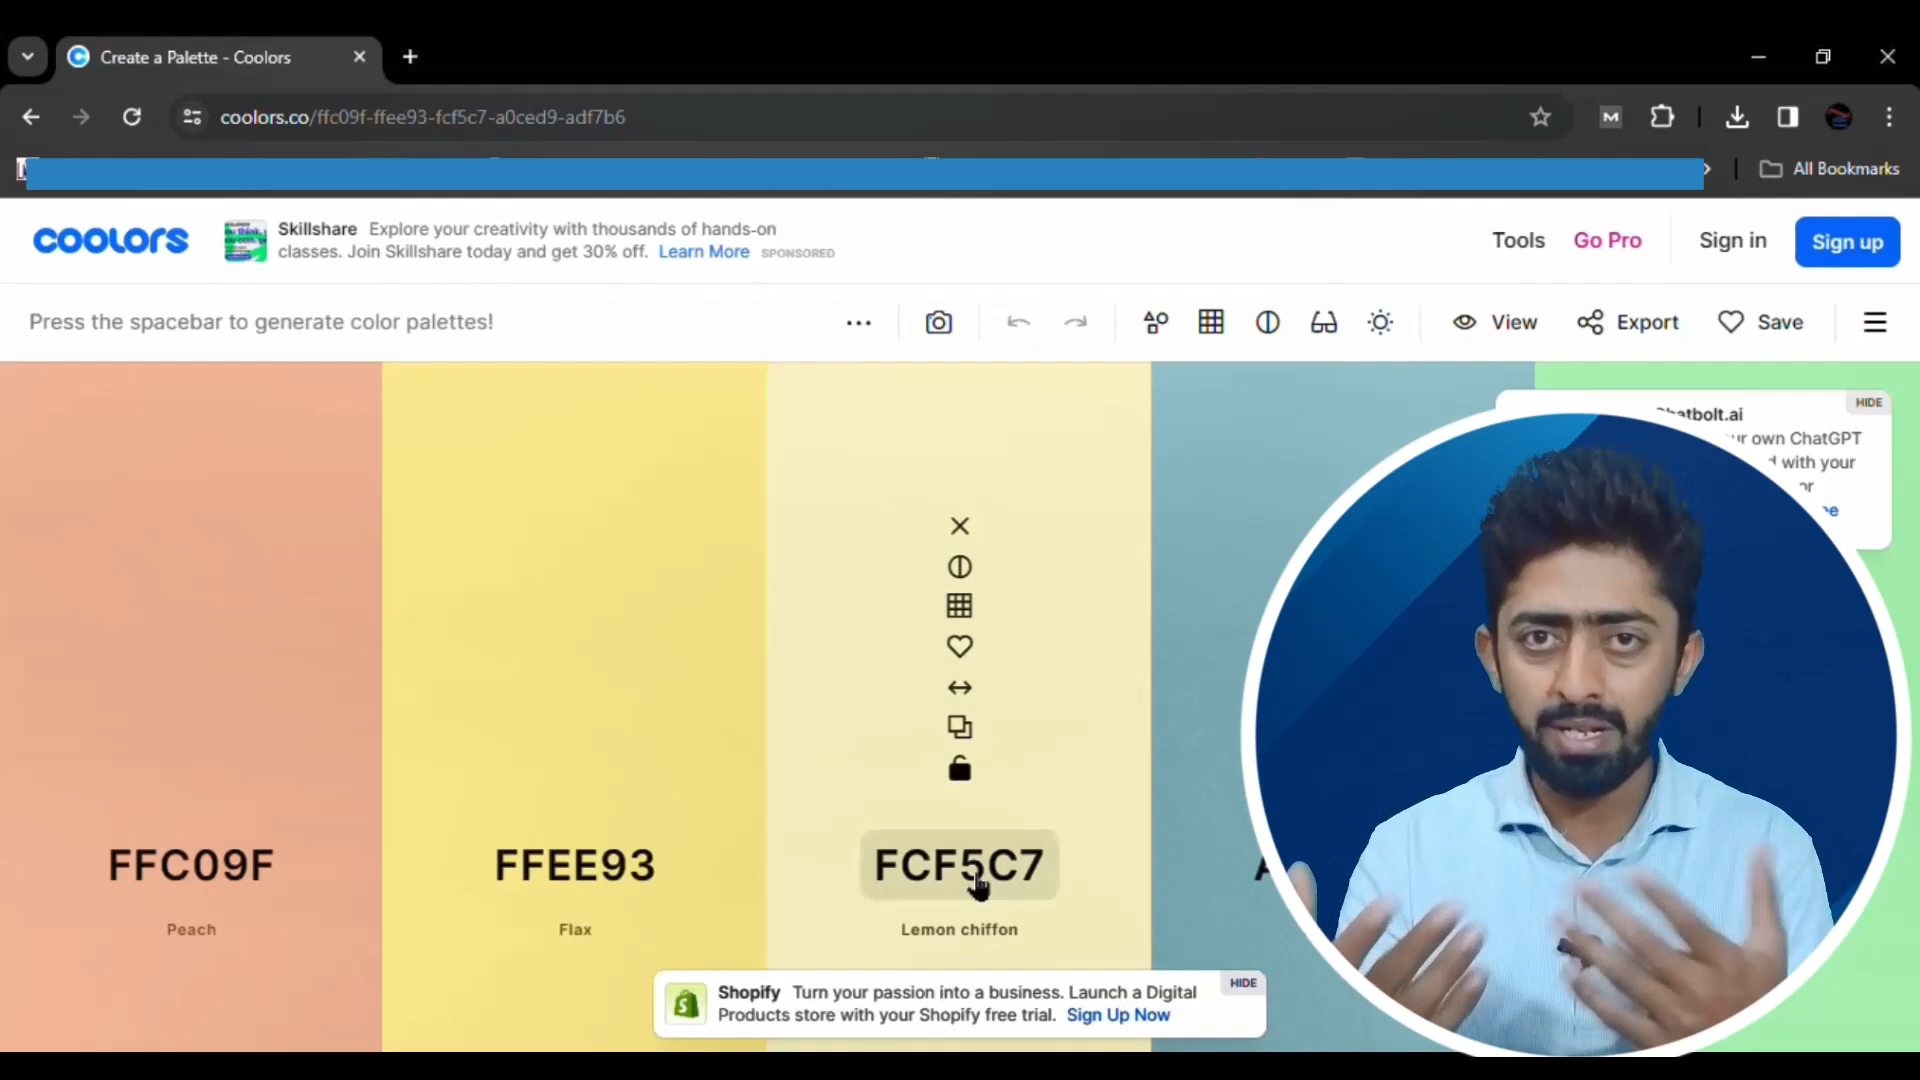 Create a Palette - Coolors
coolors.co/ffc09f-ffee93-fcf5c7-a0ced9-adf7b6
All Bookmarks
coolors
Skillshare Explore your creativity with thousands of hands-on
classes. Join Skillshare today and get 30% off. Learn More SPONSORED
Tools
Go Pro
Sign in
Sign up
Press the spacebar to generate color palettes!
View
Export
Save
HIDE
own ChatGPT
with your
FFC09F
Peach
FFEE93
Flax
FCF5C7
Lemon chiffon
Shopify Turn your passion into a business. Launch a Digital
Products store with your Shopify free trial. Sign Up Now
HIDE